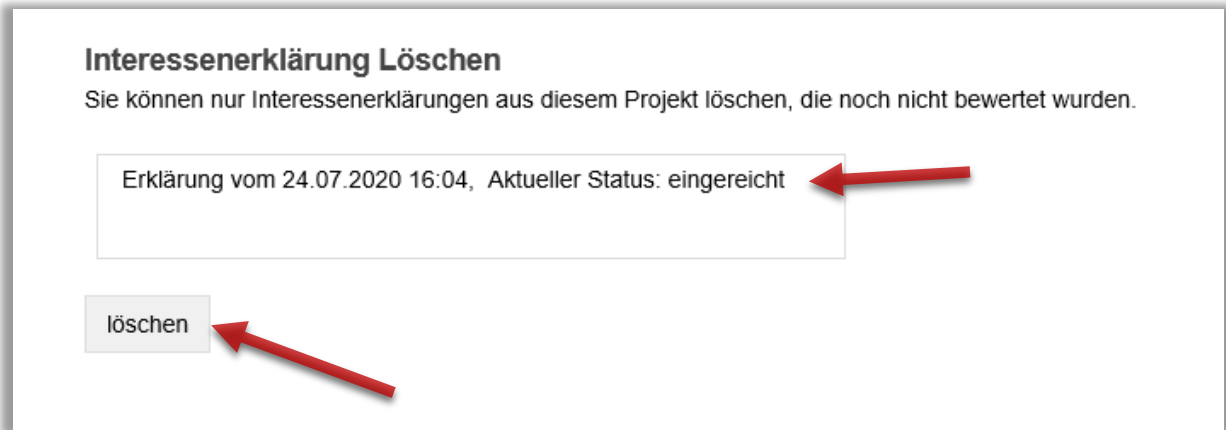 Interessenerklärung Löschen
Sie können nur Interessenerklärungen aus diesem Projekt löschen, die noch nicht bewertet wurden.
Erklärung vom 24.07.2020 16:04,  Aktueller Status: eingereicht
löschen